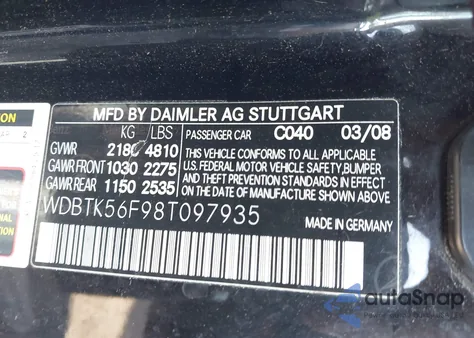 MFD BY DAIMLER AG STUTTGART
KG LBS PASSENGER CAR C040 03/08
GVWR 2180 4810
GAWR FRONT 1030 2275
GAWR REAR 1150 2535
THIS VEHICLE CONFORMS TO ALL APPLICABLE
U.S. FEDERAL MOTOR VEHICLE SAFETY, BUMPER
AND THEFT PREVENTION STANDARDS IN EFFECT ON
THE DATE OF MANUFACTURE SHOWN ABOVE.
WDBTK56F98T097935
MADE IN GERMANY
autoSnap